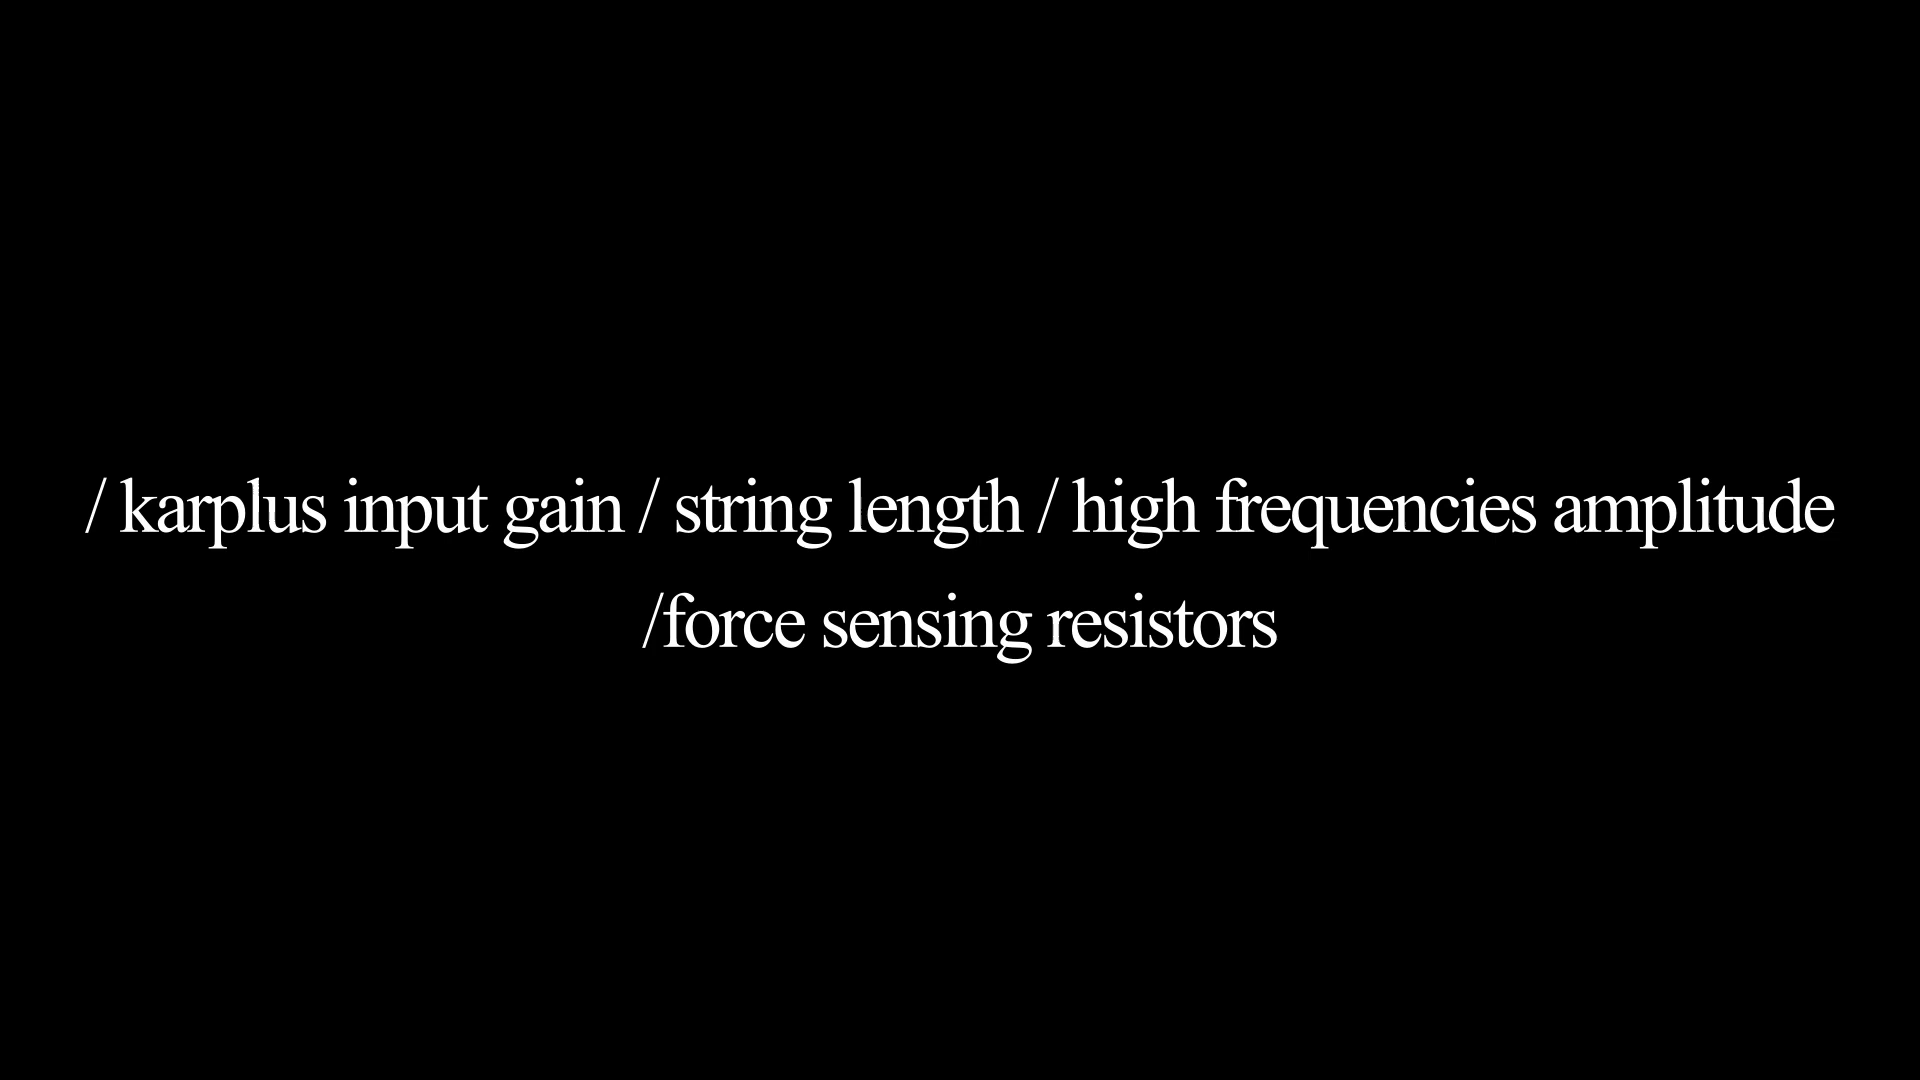 / karplus input gain / string length / high frequencies amplitude
/force sensing resistors